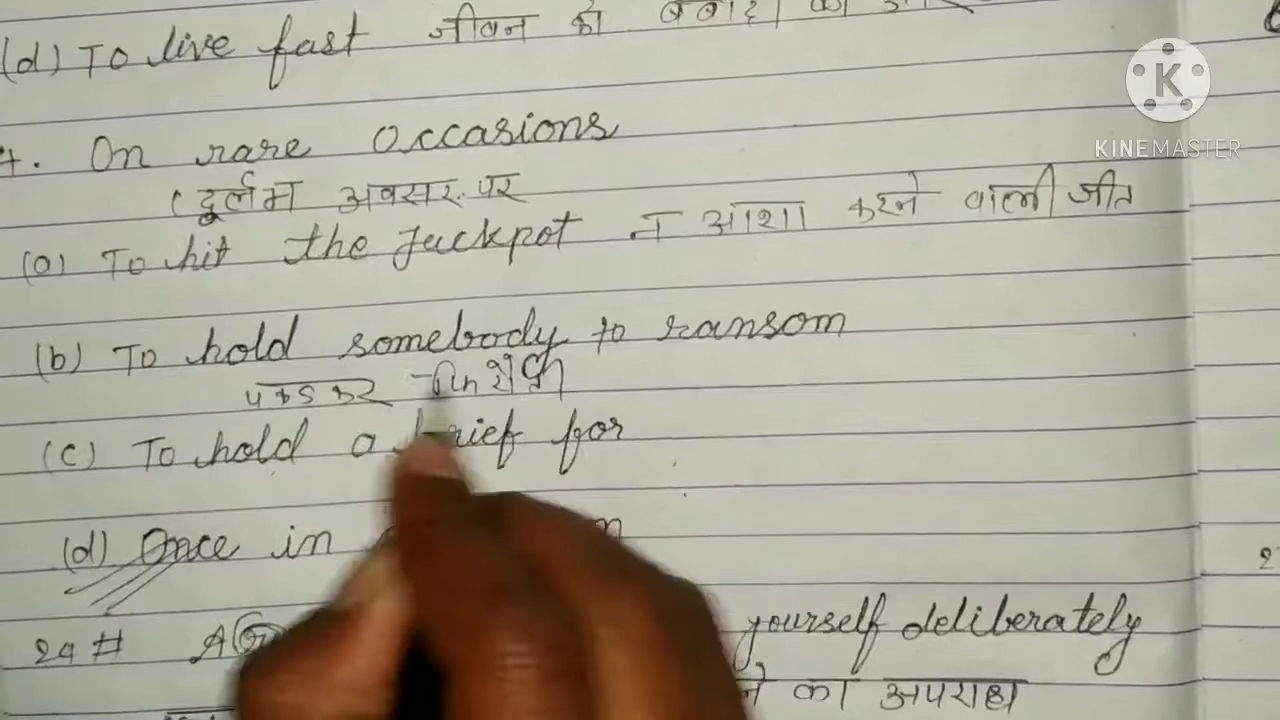 (d) To live fast जीवन को
4. On rare Occasions
(दुर्लभ अवसर पर
(a) To hit the Jackpot न आशा करने वाली जीत
(b) To hold somebody to ransom
पकड कर
(c) To hold a brief for
(d) Once in
29 # yourself deliberately
का अपराध
K
KINEMASTER